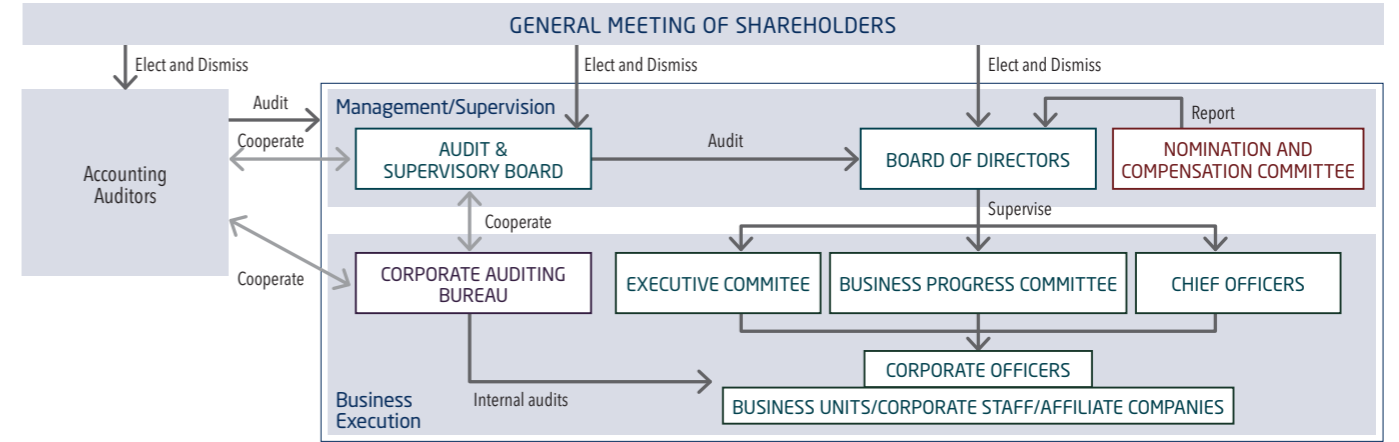 GENERAL MEETING OF SHAREHOLDERS
Elect and Dismiss
Elect and Dismiss
Elect and Dismiss
Accounting
Auditors
Audit
Cooperate
Cooperate
Management/Supervision
AUDIT &
SUPERVISORY BOARD
Audit
BOARD OF DIRECTORS
Report
NOMINATION AND
COMPENSATION COMMITTEE
Cooperate
Supervise
CORPORATE AUDITING
BUREAU
EXECUTIVE COMMITEE
BUSINESS PROGRESS COMMITTEE
CHIEF OFFICERS
CORPORATE OFFICERS
BUSINESS UNITS/CORPORATE STAFF/AFFILIATE COMPANIES
Internal audits
Business
Execution